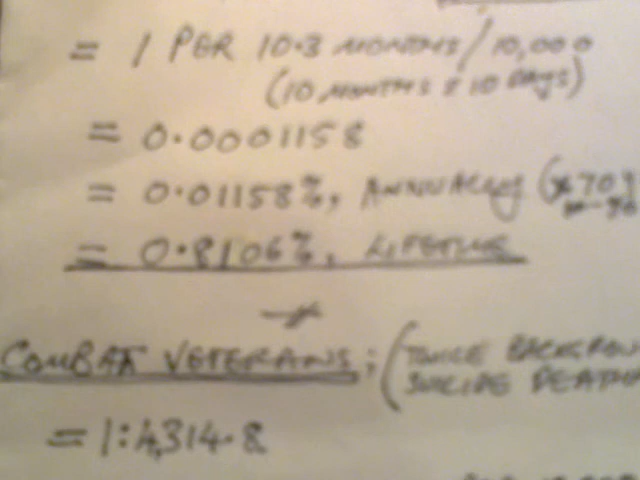 = 1 PER 10.3 MONTHS / 10,000
(10 MONTHS & 10 DAYS)
= 0.0001158
= 0.01158%, ANNUALLY (x70
= 0.8106%, LIFETIME
COMBAT VETERANS; (TWICE
SUICIDE
= 1:4,314.8